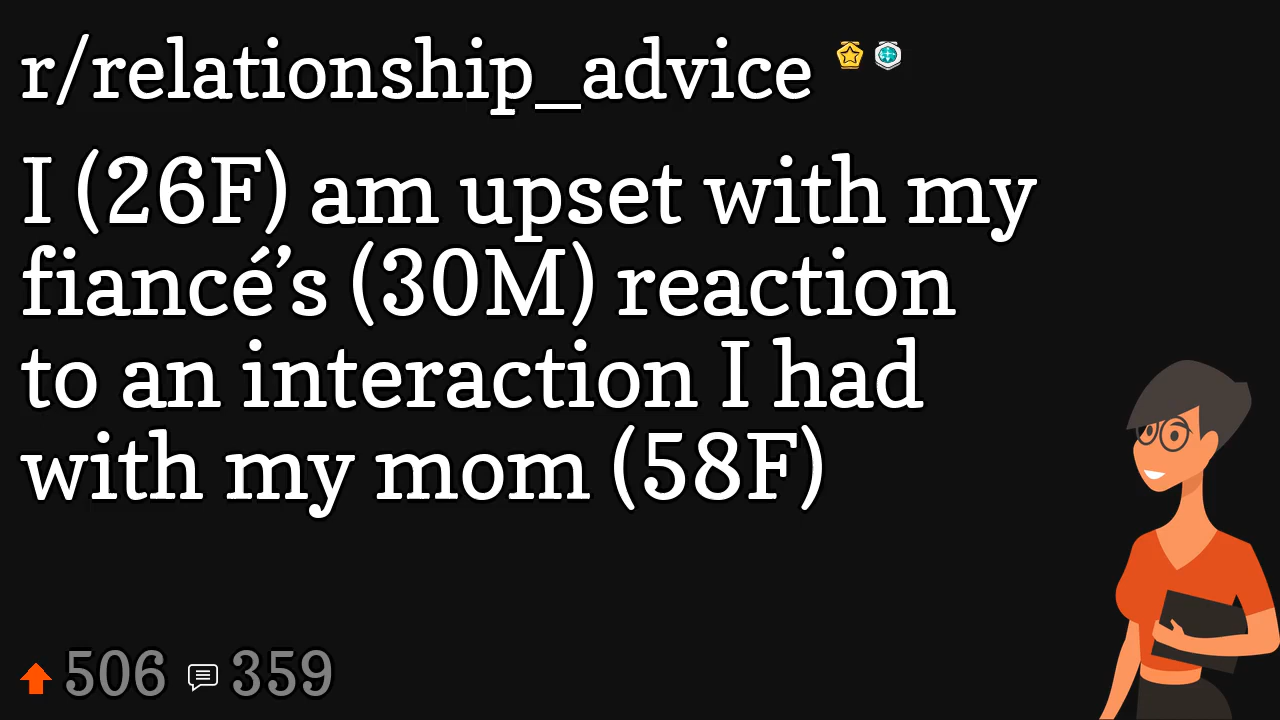 r/relationship_advice
I (26F) am upset with my
fiancé’s (30M) reaction
to an interaction I had
with my mom (58F)
506 359